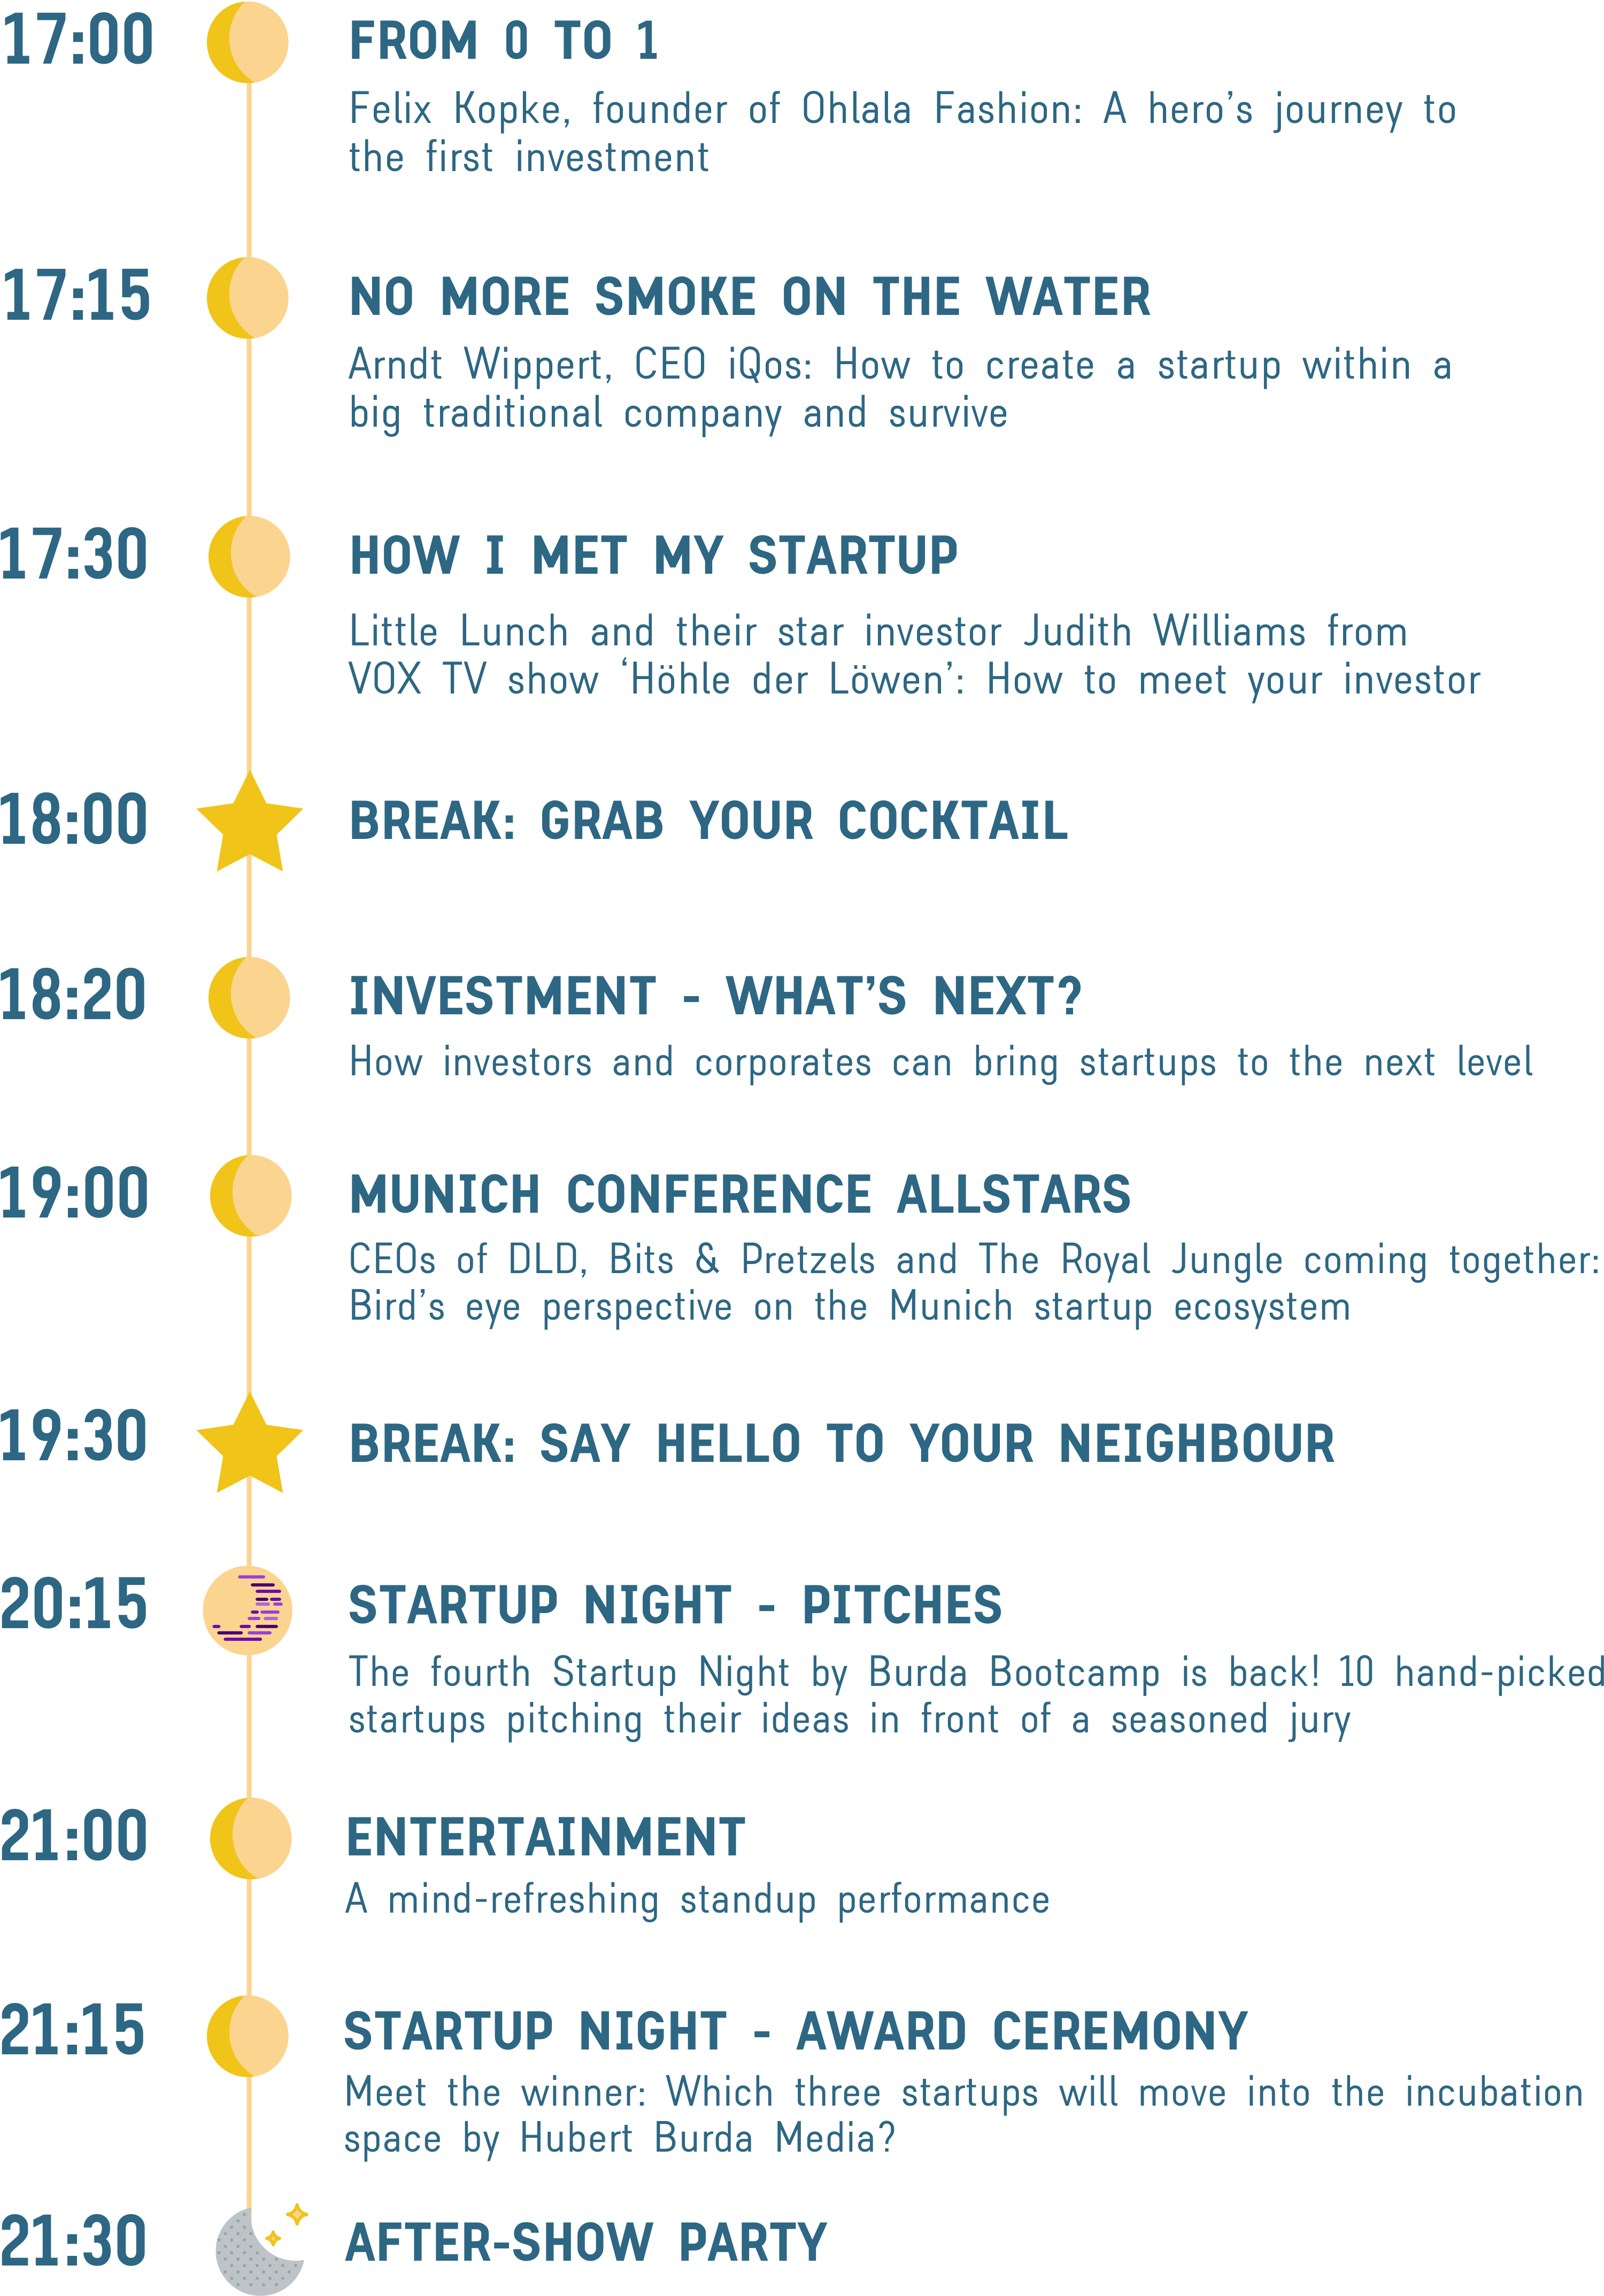 17:00 FROM 0 TO 1
Felix Kopke, founder of Ohlala Fashion: A hero’s journey to
the first investment
17:15 NO MORE SMOKE ON THE WATER
Arndt Wippert, CEO iQos: How to create a startup within a
big traditional company and survive
17:30 HOW I MET MY STARTUP
Little Lunch and their star investor Judith Williams from
VOX TV show ‘Höhle der Löwen’: How to meet your investor
18:00 BREAK: GRAB YOUR COCKTAIL
18:20 INVESTMENT - WHAT’S NEXT?
How investors and corporates can bring startups to the next level
19:00 MUNICH CONFERENCE ALLSTARS
CEOs of DLD, Bits & Pretzels and The Royal Jungle coming together:
Bird’s eye perspective on the Munich startup ecosystem
19:30 BREAK: SAY HELLO TO YOUR NEIGHBOUR
20:15 STARTUP NIGHT - PITCHES
The fourth Startup Night by Burda Bootcamp is back! 10 hand-picked
startups pitching their ideas in front of a seasoned jury
21:00 ENTERTAINMENT
A mind-refreshing standup performance
21:15 STARTUP NIGHT - AWARD CEREMONY
Meet the winner: Which three startups will move into the incubation
space by Hubert Burda Media?
21:30 AFTER-SHOW PARTY